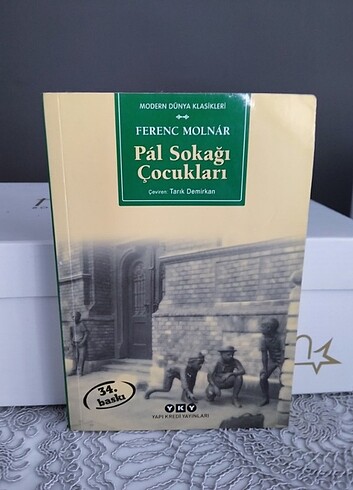 MODERN DÜNYA KLASİKLERİ
FERENC MOLNÁR
Pál Sokağı
Çocukları
Çeviren: Tarık Demirkan
34.
baskı
YKY
YAPI KREDİ YAYINLARI